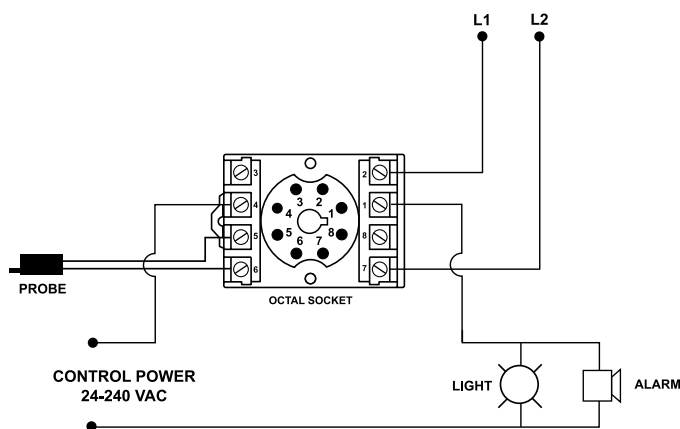 L1 L2
3 2
3 2
4 4 1 1
5 5 8 8
6 7
6 7
PROBE
OCTAL SOCKET
CONTROL POWER
24-240 VAC
LIGHT ALARM